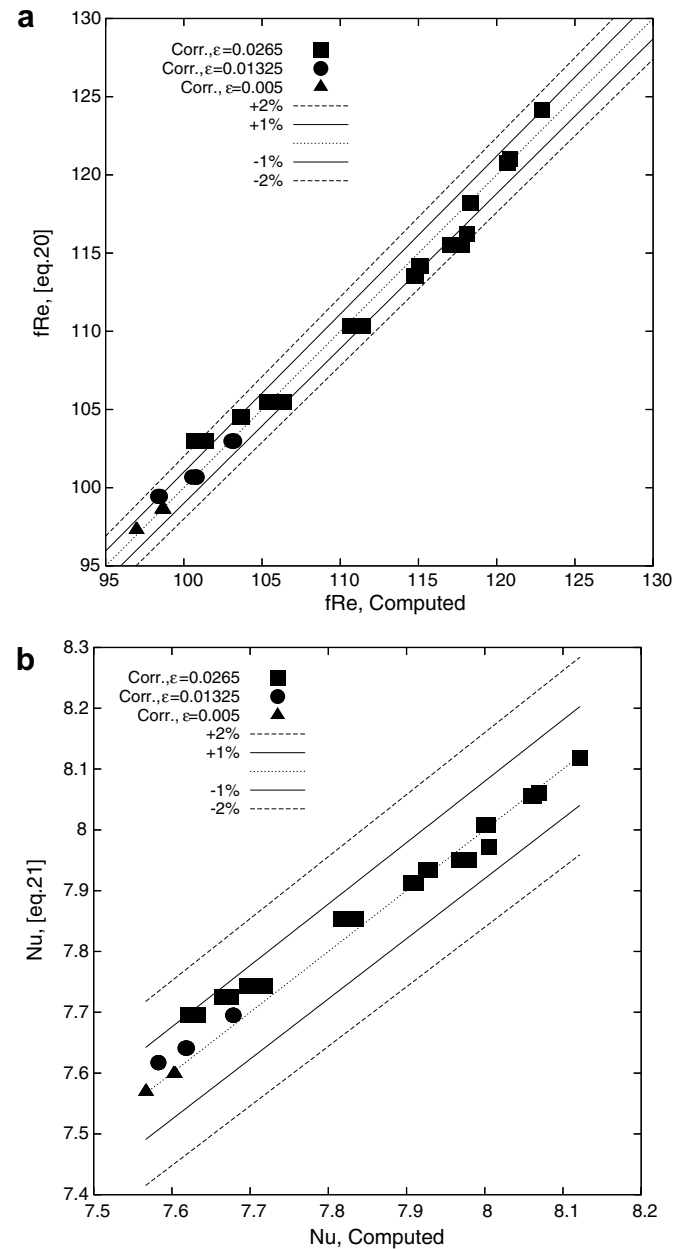 a
130
125
120
115
110
105
100
95
fRe, [eq.20]
Corr.,ε=0.0265
Corr.,ε=0.01325
Corr., ε=0.005
+2%
+1%
-1%
-2%
95 100 105 110 115 120 125 130
fRe, Computed
b
8.3
8.2
8.1
8
7.9
7.8
7.7
7.6
7.5
7.4
Nu, [eq.21]
Corr.,ε=0.0265
Corr.,ε=0.01325
Corr., ε=0.005
+2%
+1%
-1%
-2%
7.5 7.6 7.7 7.8 7.9 8 8.1 8.2
Nu, Computed